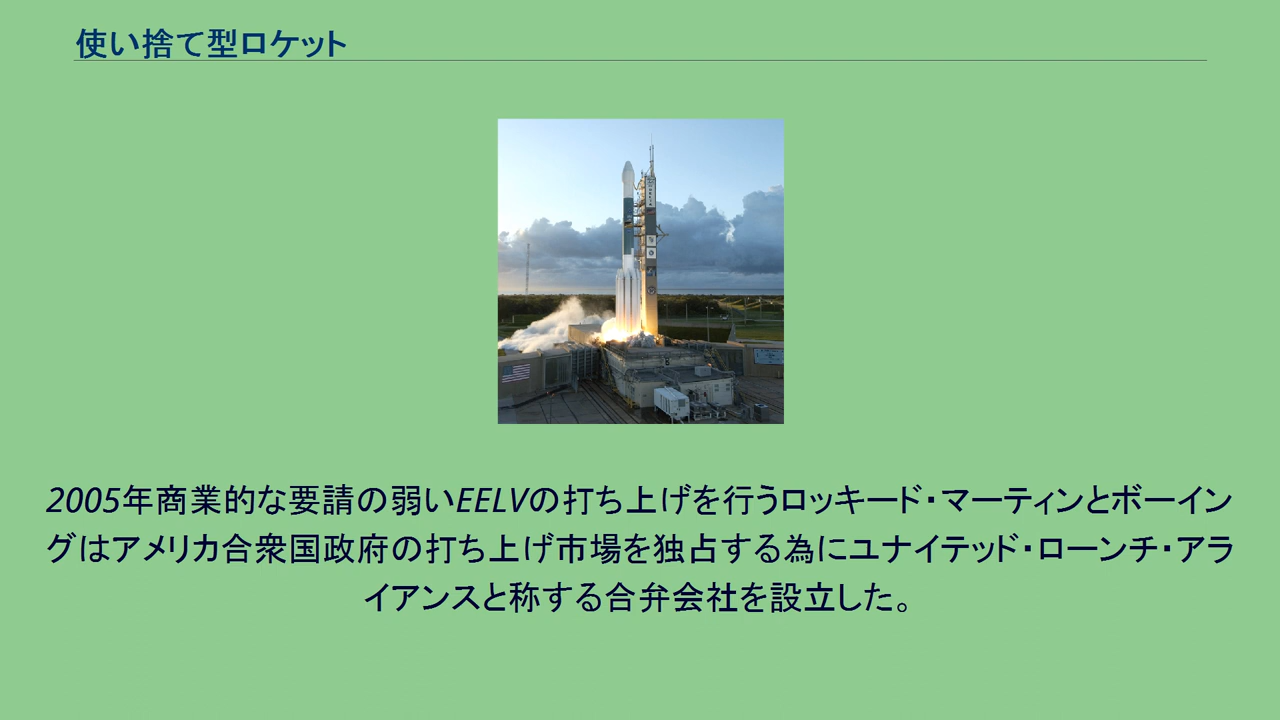 使い捨て型ロケット
2005年商業的な要請の弱いEELVの打ち上げを行うロッキード・マーティンとボーイン
グはアメリカ合衆国政府の打ち上げ市場を独占する為にユナイテッド・ローンチ・アラ
イアンスと称する合弁会社を設立した。